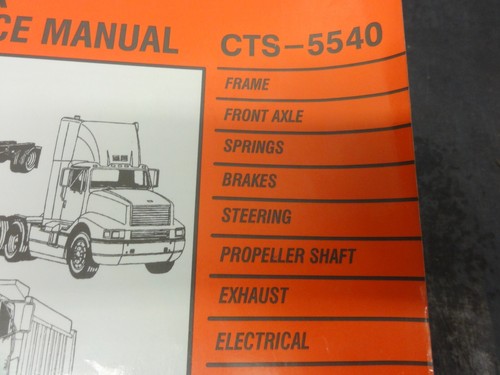 CE MANUAL CTS-5540
FRAME
FRONT AXLE
SPRINGS
BRAKES
STEERING
PROPELLER SHAFT
EXHAUST
ELECTRICAL